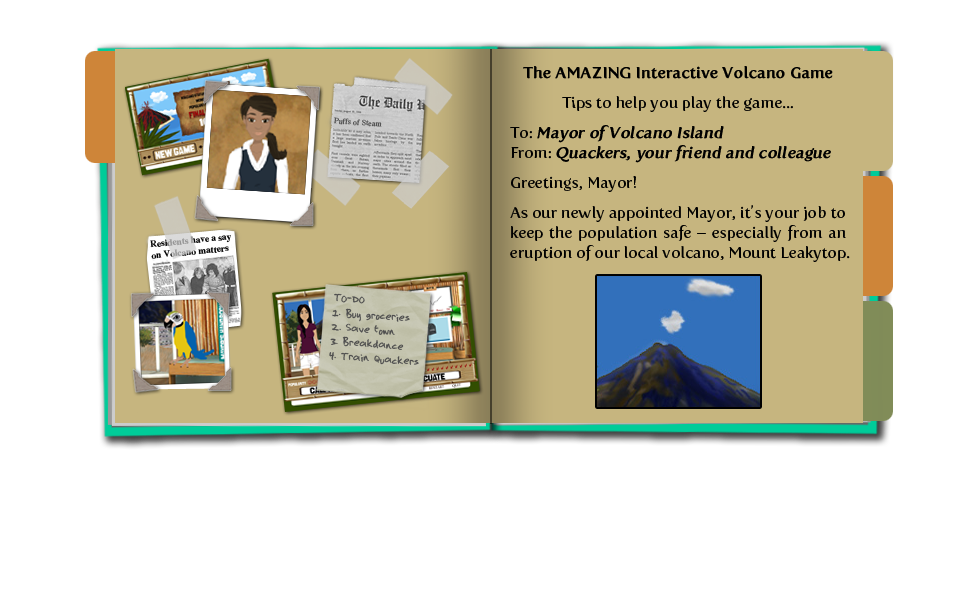 NEW GAME
The Daily
Puffs of Steam
Residents have a say
on Volcano matters
TO-DO
1. Buy groceries
2. Save town
3. Breakdance
4. Train Quackers
The AMAZING Interactive Volcano Game
Tips to help you play the game...
To: Mayor of Volcano Island
From: Quackers, your friend and colleague
Greetings, Mayor!
As our newly appointed Mayor, it's your job to
keep the population safe – especially from an
eruption of our local volcano, Mount Leakytop.